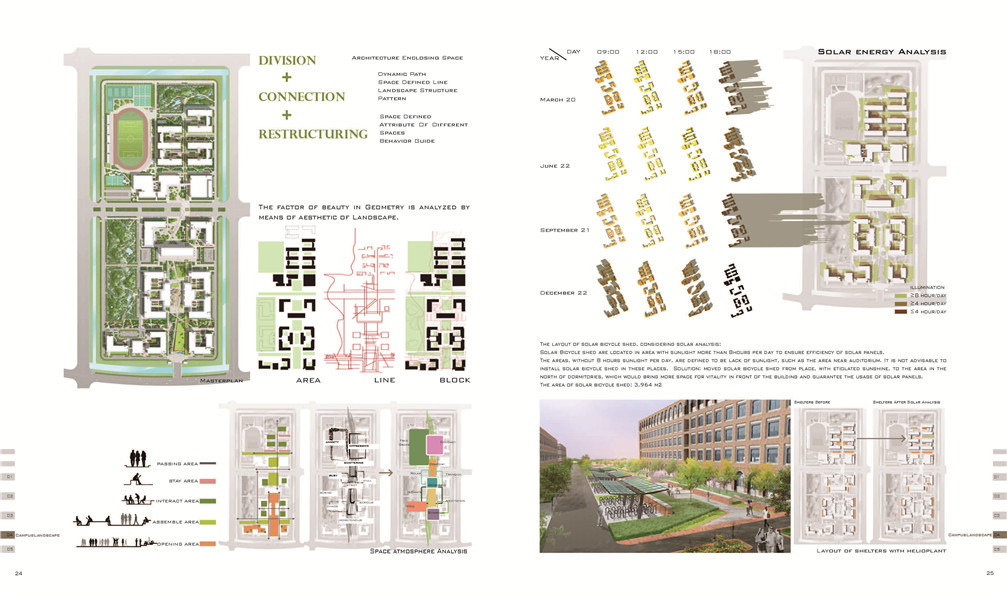 DIVISION
+
CONNECTION
+
RESTRUCTURING
ARCHITECTURE ENCLOSING SPACE
DYNAMIC PATH
SPACE DEFINED LINE
LANDSCAPE STRUCTURE
PATTERN
SPACE DEFINED
ATTRIBUTE OF DIFFERENT
SPACES
BEHAVIOR GUIDE
THE FACTOR OF BEAUTY IN GEOMETRY IS ANALYZED BY
MEANS OF AESTHETIC OF LANDSCAPE.
MASTERPLAN
AREA LINE BLOCK
PASSING AREA
STAY AREA
INTERACT AREA
ASSEMBLE AREA
OPENING AREA
SPACE ATMOSPHERE ANALYSIS
01
02
03
04 CAMPUSLANDSCAPE
05
24
DAY 09:00 12:00 15:00 18:00
YEAR
MARCH 20
JUNE 22
SEPTEMBER 21
DECEMBER 22
SOLAR ENERGY ANALYSIS
ILLUMINATION
≥8 HOUR/DAY
≥4 HOUR/DAY
≤4 HOUR/DAY
THE LAYOUT OF SOLAR BICYCLE SHED, CONSIDERING SOLAR ANALYSIS:
SOLAR BICYCLE SHED ARE LOCATED IN AREA WITH SUNLIGHT MORE THAN 8HOURS PER DAY TO ENSURE EFFICIENCY OF SOLAR PANELS.
THE AREAS, WITHOUT 8 HOURS SUNLIGHT PER DAY, ARE DEFINED TO BE LACK OF SUNLIGHT, SUCH AS THE AREA NEAR AUDITORIUM. IT IS NOT ADVISABLE TO
INSTALL SOLAR BICYCLE SHED IN THESE PLACES. SOLUTION: MOVED SOLAR BICYCLE SHED FROM PLACE, WITH ETIOLATED SUNSHINE, TO THE AREA IN THE
NORTH OF DORMITORIES, WHICH WOULD BRING MORE SPACE FOR VITALITY IN FRONT OF THE BUILDING AND GUARANTEE THE USAGE OF SOLAR PANELS.
THE AREA OF SOLAR BICYCLE SHED: 3,964 M2
SHELTERS BEFORE SHELTERS AFTER SOLAR ANALYSIS
LAYOUT OF SHELTERS WITH HELIOPLANT
01
02
03
CAMPUSLANDSCAPE 04
05
25